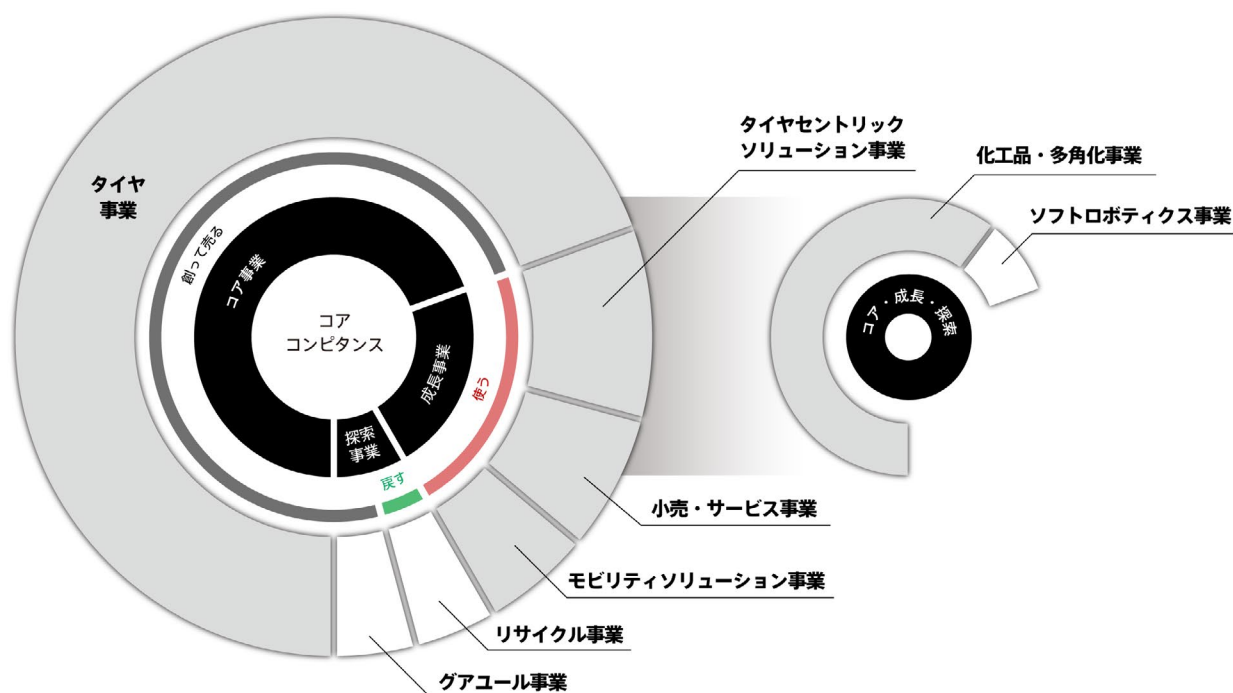 タイヤセントリック
ソリューション事業
化工品・多角化事業
ソフトロボティクス事業
タイヤ
事業
創って売る
コア事業
コア
コンピタンス
成長事業
使う
探索
事業
戻す
コア・成長・探索
小売・サービス事業
モビリティソリューション事業
リサイクル事業
グアユール事業